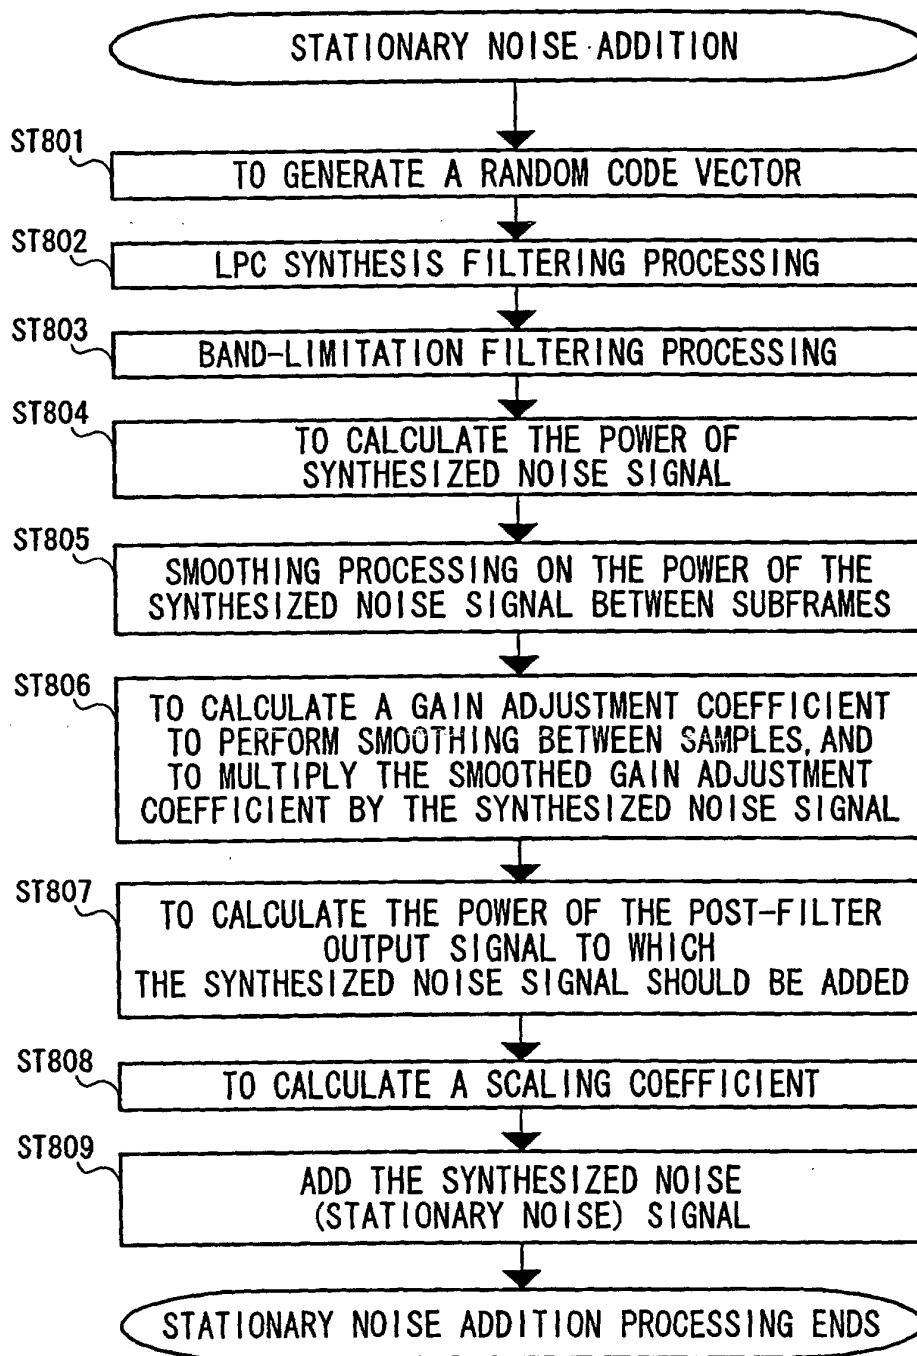 STATIONARY NOISE ADDITION
ST801
TO GENERATE A RANDOM CODE VECTOR
ST802
LPC SYNTHESIS FILTERING PROCESSING
ST803
BAND-LIMITATION FILTERING PROCESSING
ST804
TO CALCULATE THE POWER OF
SYNTHESIZED NOISE SIGNAL
ST805
SMOOTHING PROCESSING ON THE POWER OF THE
SYNTHESIZED NOISE SIGNAL BETWEEN SUBFRAMES
ST806
TO CALCULATE A GAIN ADJUSTMENT COEFFICIENT
TO PERFORM SMOOTHING BETWEEN SAMPLES, AND
TO MULTIPLY THE SMOOTHED GAIN ADJUSTMENT
COEFFICIENT BY THE SYNTHESIZED NOISE SIGNAL
ST807
TO CALCULATE THE POWER OF THE POST-FILTER
OUTPUT SIGNAL TO WHICH
THE SYNTHESIZED NOISE SIGNAL SHOULD BE ADDED
ST808
TO CALCULATE A SCALING COEFFICIENT
ST809
ADD THE SYNTHESIZED NOISE
(STATIONARY NOISE) SIGNAL
STATIONARY NOISE ADDITION PROCESSING ENDS